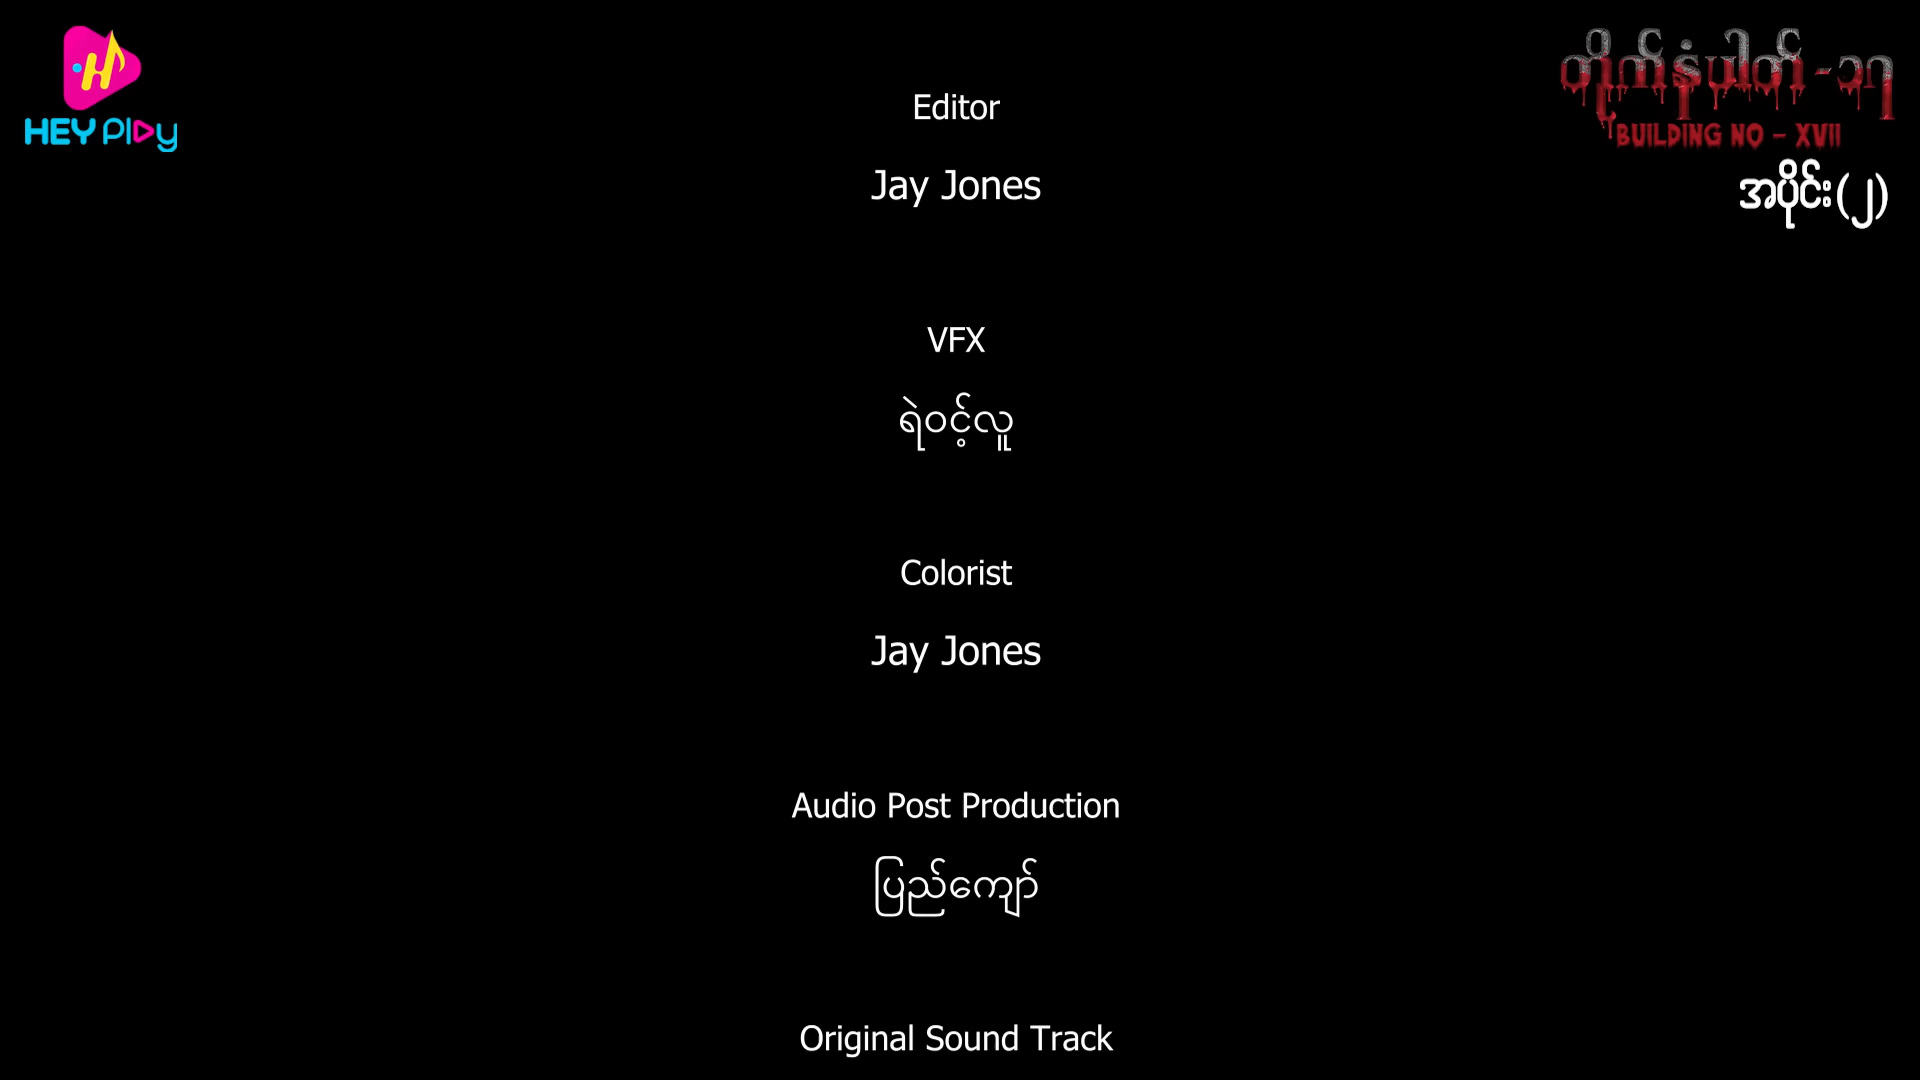 HEY Play
တိုက်နံပါတ်-၁၇
BUILDING NO - XVII
အပိုင်း(၂)
Editor
Jay Jones
VFX
ရဲဝင့်လူ
Colorist
Jay Jones
Audio Post Production
ပြည်ကျော်
Original Sound Track